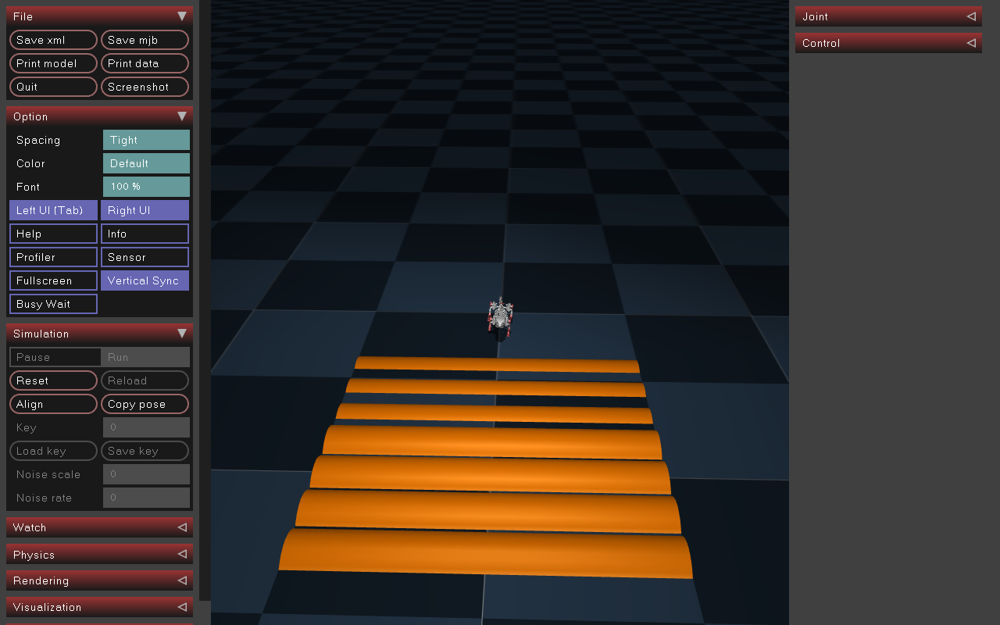 File
Save xml Save mjb
Print model Print data
Quit Screenshot
Option
Spacing Tight
Color Default
Font 100 %
Left UI (Tab) Right UI
Help Info
Profiler Sensor
Fullscreen Vertical Sync
Busy Wait
Simulation
Pause Run
Reset Reload
Align Copy pose
Key 0
Load key Save key
Noise scale 0
Noise rate 0
Watch
Physics
Rendering
Visualization
Joint
Control